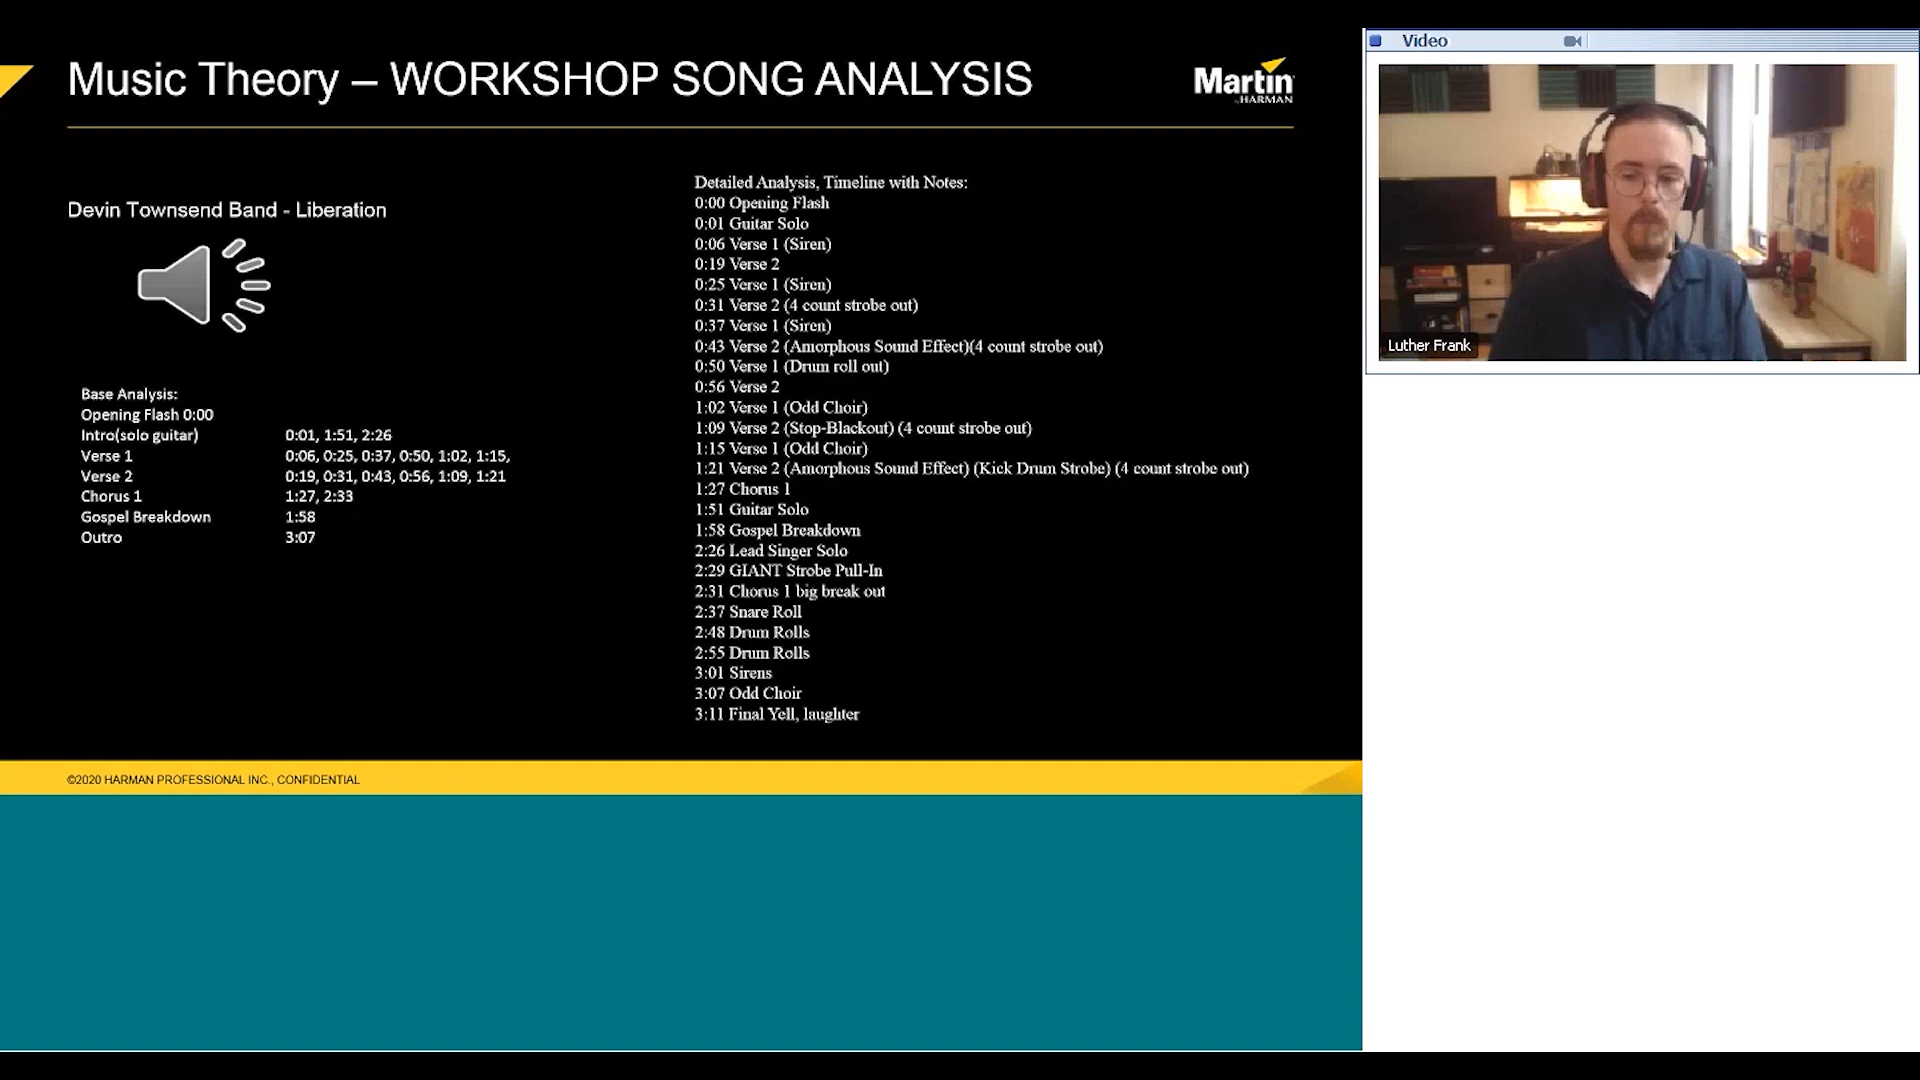 Music Theory – WORKSHOP SONG ANALYSIS
Martin
by HARMAN
Devin Townsend Band - Liberation
Base Analysis:
Opening Flash 0:00
Intro(solo guitar) 0:01, 1:51, 2:26
Verse 1 0:06, 0:25, 0:37, 0:50, 1:02, 1:15,
Verse 2 0:19, 0:31, 0:43, 0:56, 1:09, 1:21
Chorus 1 1:27, 2:33
Gospel Breakdown 1:58
Outro 3:07
Detailed Analysis, Timeline with Notes:
0:00 Opening Flash
0:01 Guitar Solo
0:06 Verse 1 (Siren)
0:19 Verse 2
0:25 Verse 1 (Siren)
0:31 Verse 2 (4 count strobe out)
0:37 Verse 1 (Siren)
0:43 Verse 2 (Amorphous Sound Effect)(4 count strobe out)
0:50 Verse 1 (Drum roll out)
0:56 Verse 2
1:02 Verse 1 (Odd Choir)
1:09 Verse 2 (Stop-Blackout) (4 count strobe out)
1:15 Verse 1 (Odd Choir)
1:21 Verse 2 (Amorphous Sound Effect) (Kick Drum Strobe) (4 count strobe out)
1:27 Chorus 1
1:51 Guitar Solo
1:58 Gospel Breakdown
2:26 Lead Singer Solo
2:29 GIANT Strobe Pull-In
2:31 Chorus 1 big break out
2:37 Snare Roll
2:48 Drum Rolls
2:55 Drum Rolls
3:01 Sirens
3:07 Odd Choir
3:11 Final Yell, laughter
©2020 HARMAN PROFESSIONAL INC., CONFIDENTIAL
Video
Luther Frank